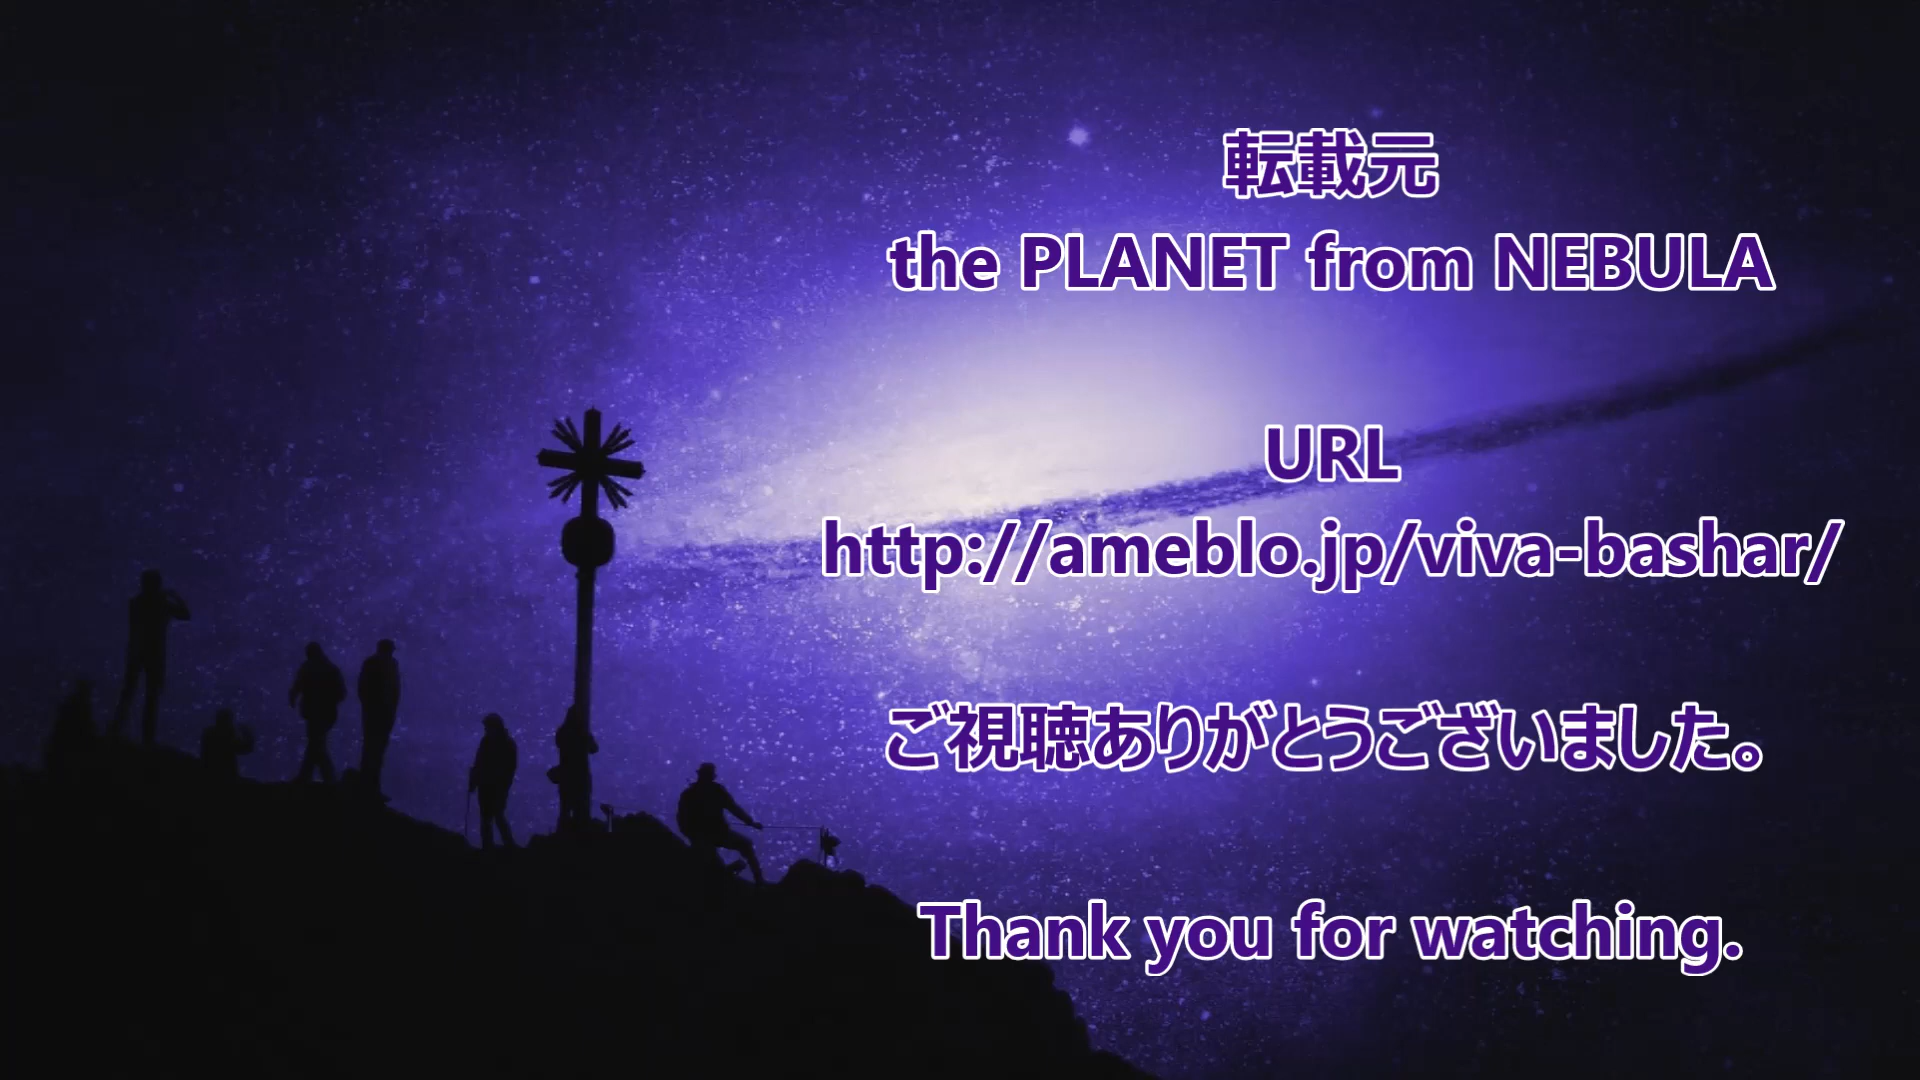 転載元
the PLANET from NEBULA
URL
http://ameblo.jp/viva-bashar/
ご視聴ありがとうございました。
Thank you for watching.